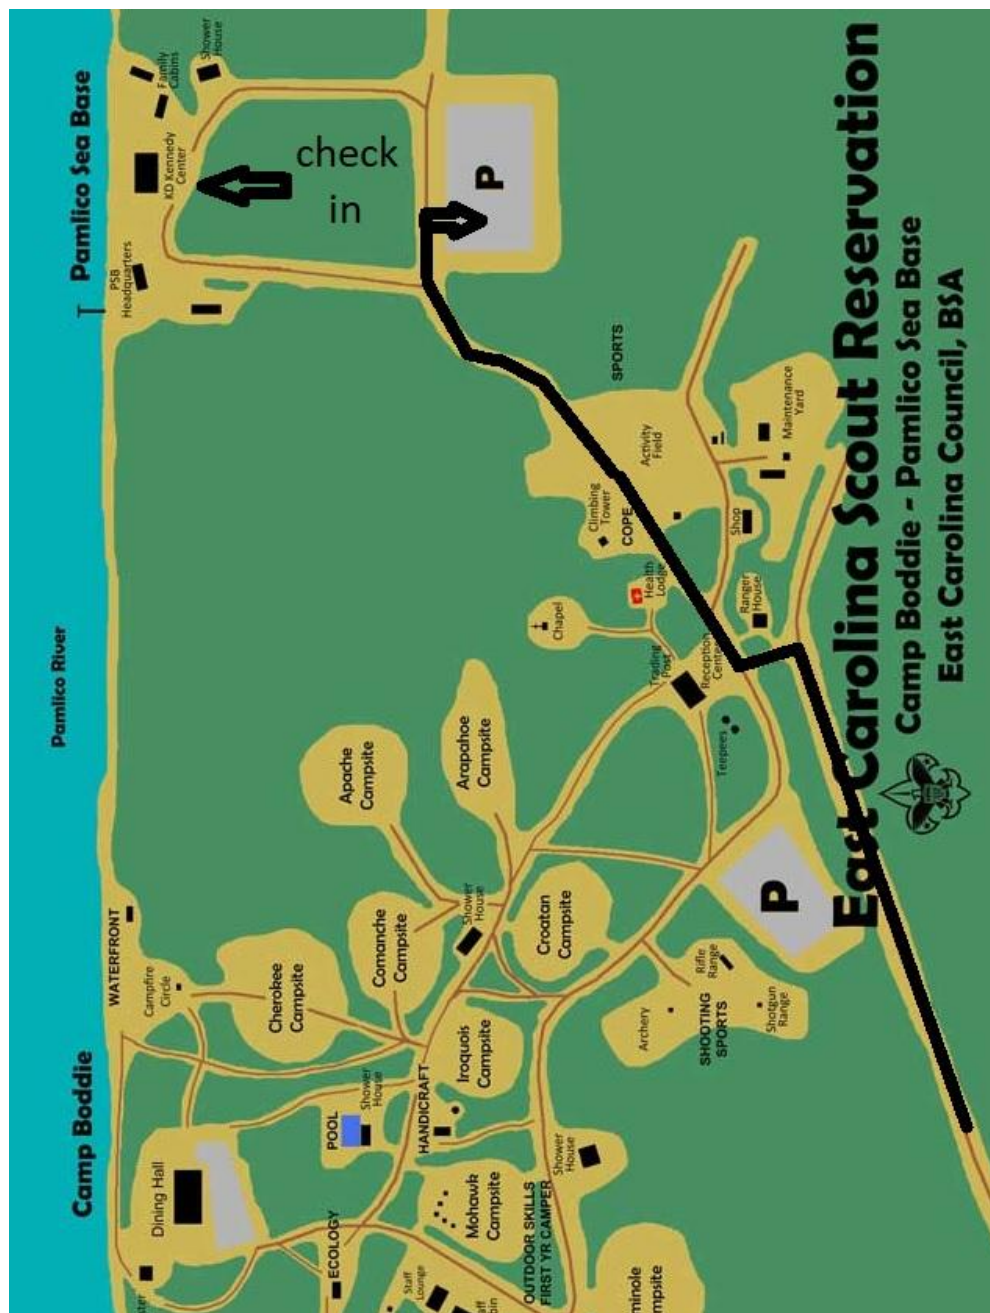 East Carolina Scout Reservation
Camp Boddie - Pamlico Sea Base
East Carolina Council, BSA
Pamlico River
Camp Boddie
Pamlico Sea Base
check
in
P
Family
Cabins
Shower
House
KD Kennedy
Center
PSB
Headquarters
SPORTS
Activity
Field
Maintenance
Yard
Climbing
Tower
COPE
Shop
Health
Lodge
Ranger
House
Chapel
Trading
Post
Reception
Center
Teepees
P
Arapahoe
Campsite
Apache
Campsite
Shower
House
Croatan
Campsite
Comanche
Campsite
Cherokee
Campsite
WATERFRONT
Campfire
Circle
Rifle
Range
Archery
SHOOTING
SPORTS
Shotgun
Range
Iroquois
Campsite
HANDICRAFT
Shower
House
POOL
Dining Hall
Mohawk
Campsite
Shower
House
OUTDOOR SKILLS
FIRST YR CAMPER
ECOLOGY
Staff
Lounge
minole
mpsite